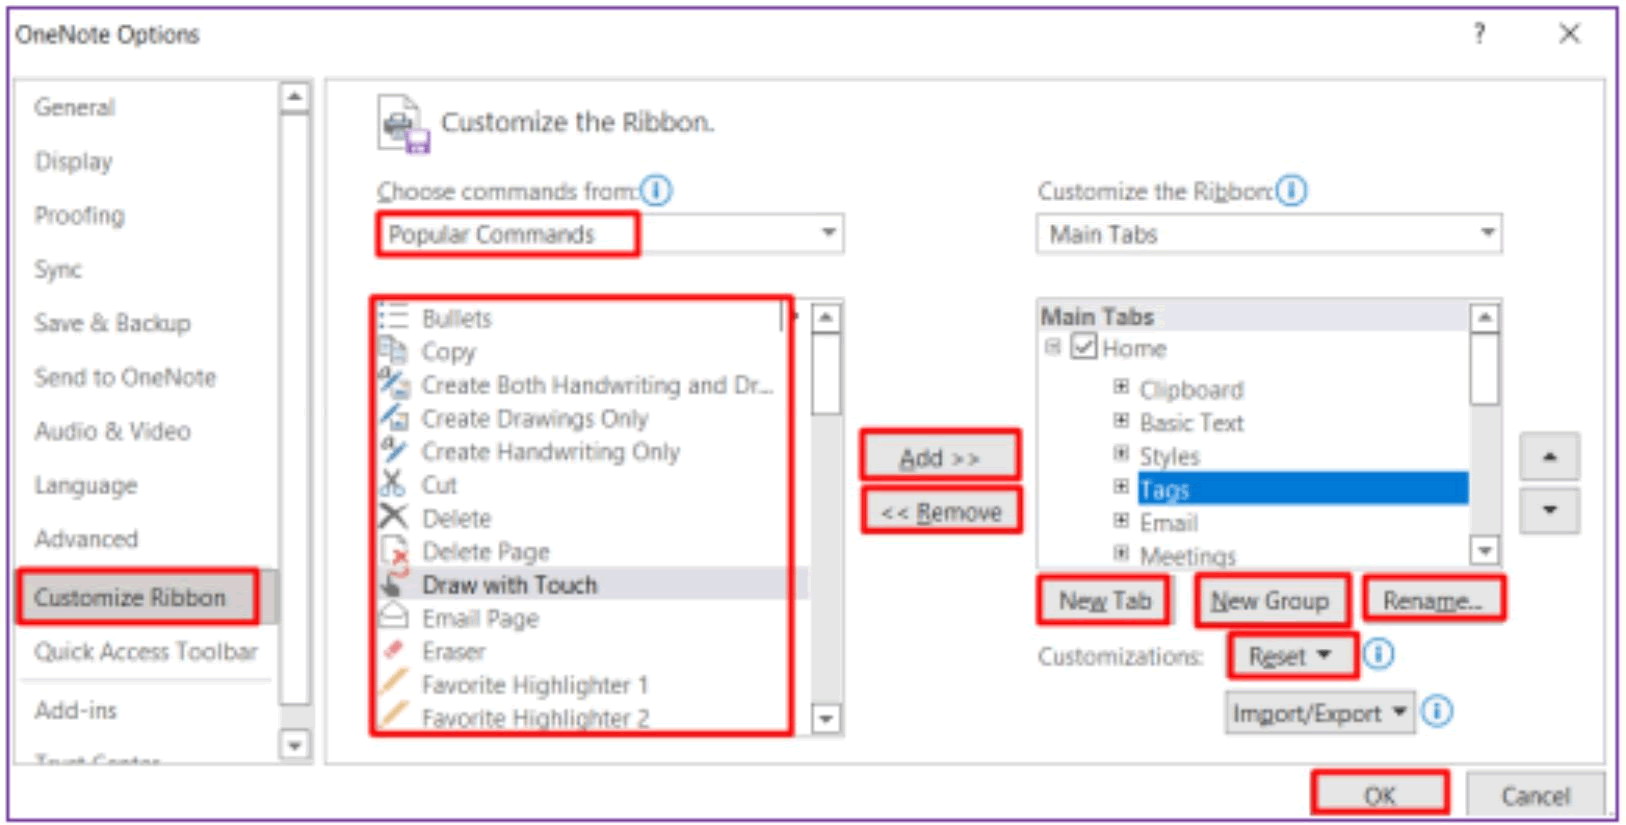 OneNote Options
?
General
Display
Proofing
Sync
Save & Backup
Send to OneNote
Audio & Video
Language
Advanced
Customize Ribbon
Quick Access Toolbar
Add-ins
Trust Center
Customize the Ribbon.
Choose commands from:
Popular Commands
Bullets
Copy
Create Both Handwriting and Dr...
Create Drawings Only
Create Handwriting Only
Cut
Delete
Delete Page
Draw with Touch
Email Page
Eraser
Favorite Highlighter 1
Favorite Highlighter 2
Add >>
<< Remove
Customize the Ribbon:
Main Tabs
Main Tabs
Home
Clipboard
Basic Text
Styles
Tags
Email
Meetings
New Tab New Group Rename...
Customizations: Reset
Import/Export
OK Cancel